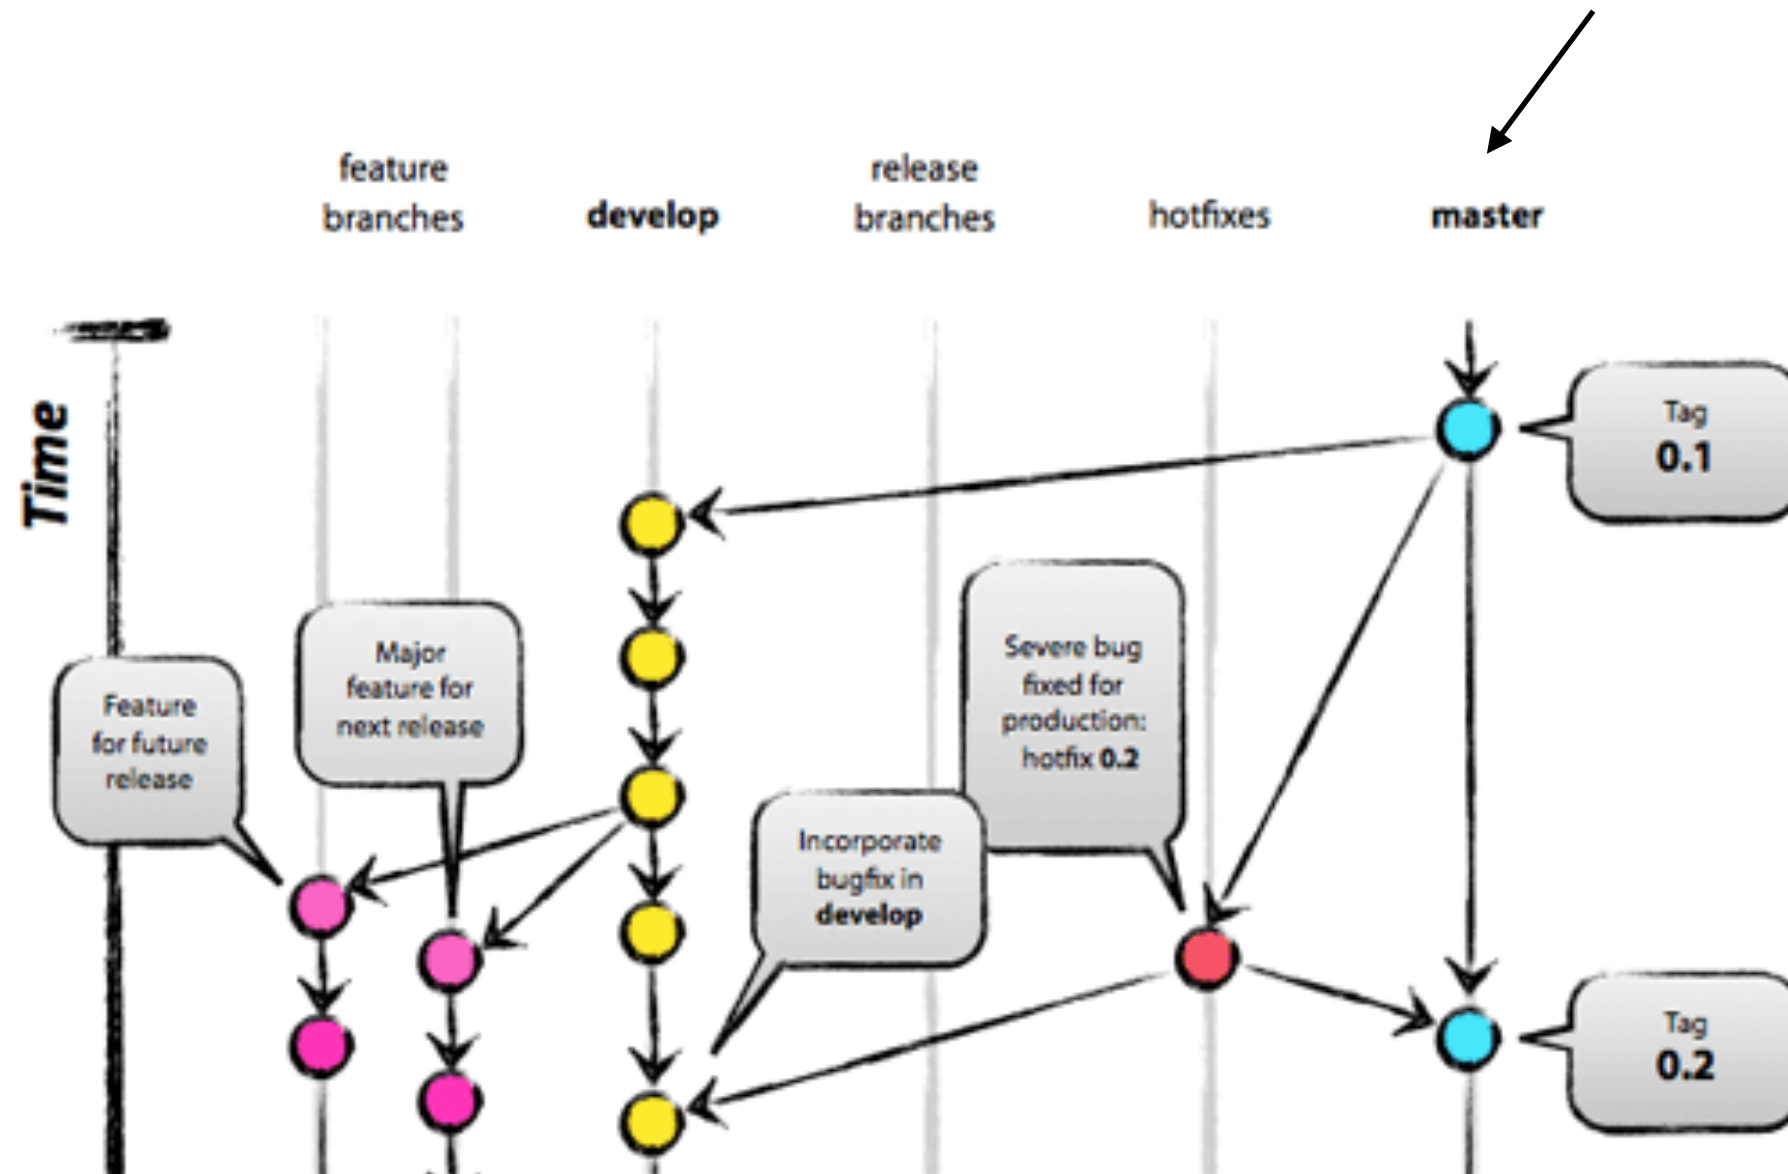 feature
branches
develop
release
branches
hotfixes
master
Time
Tag
0.1
Severe bug
fixed for
production:
hotfix 0.2
Major
feature for
next release
Feature
for future
release
Incorporate
bugfix in
develop
Tag
0.2